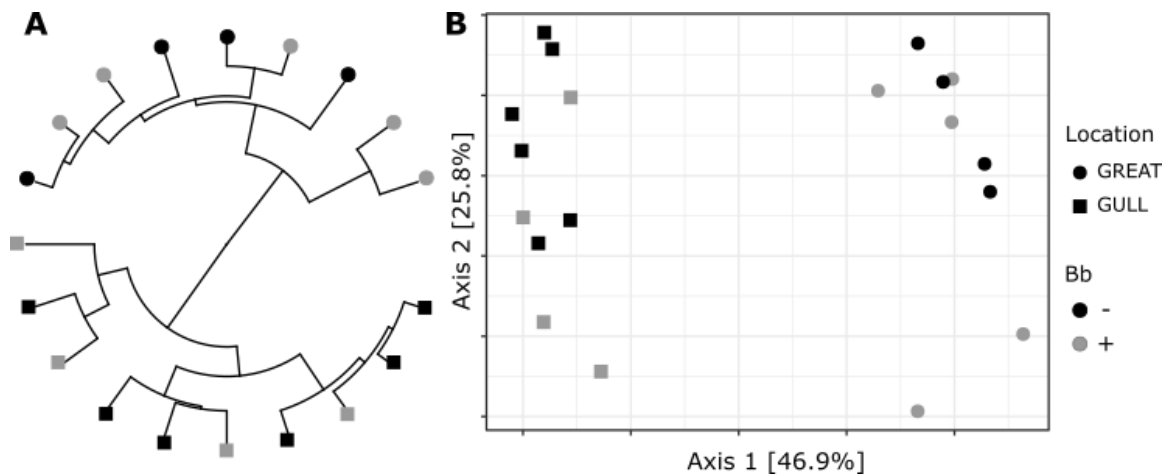 A
B
Axis 2 [25.8%]
Axis 1 [46.9%]
Location
GREAT
GULL
Bb
-
+